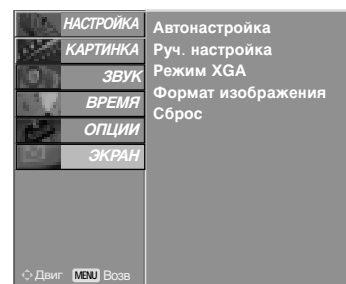 НАСТРОЙКА
КАРТИНКА
ЗВУК
ВРЕМЯ
ОПЦИИ
ЭКРАН
Автонастройка
Руч. настройка
Режим XGA
Формат изображения
Сброс
Двиг MENU Возв